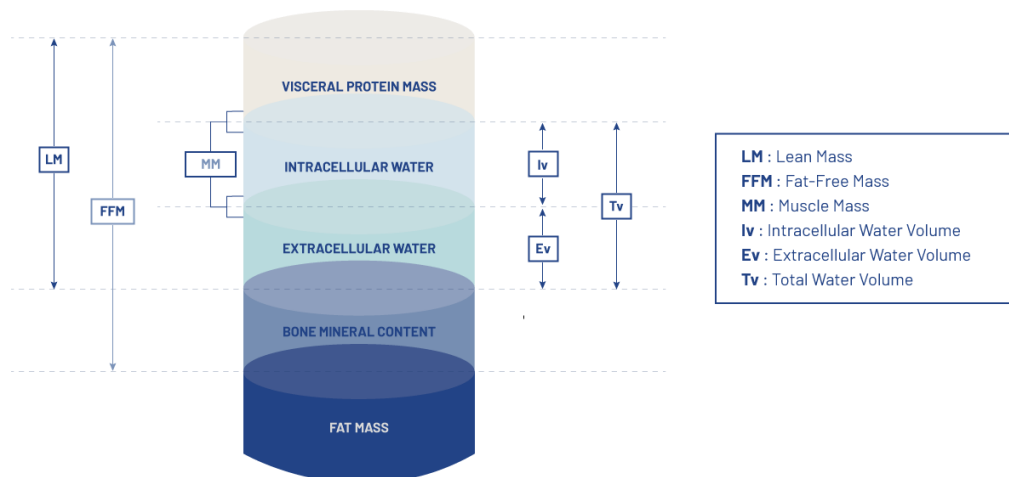 VISCERAL PROTEIN MASS
LM
MM
INTRACELLULAR WATER
Iv
FFM
Tv
EXTRACELLULAR WATER
Ev
BONE MINERAL CONTENT
FAT MASS
LM : Lean Mass
FFM : Fat-Free Mass
MM : Muscle Mass
Iv : Intracellular Water Volume
Ev : Extracellular Water Volume
Tv : Total Water Volume